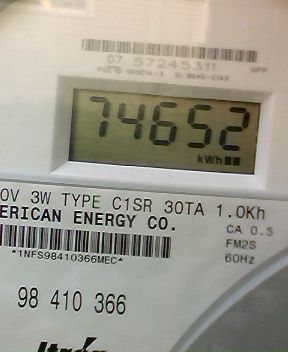 07 57245311
74652
kWh
0V 3W TYPE C1SR 30TA 1.0Kh
ERICAN ENERGY CO.
CA 0.5
FM2S
60Hz
*1NFS98410366MEC*
98 410 366
Itrón